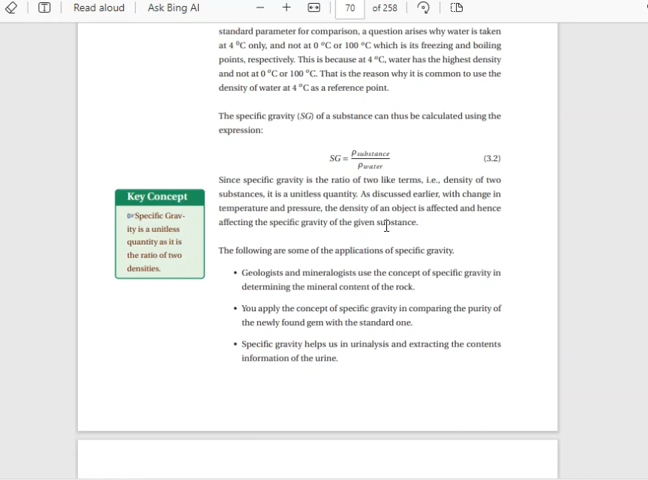 Read aloud Ask Bing AI 70 of 258
standard parameter for comparison, a question arises why water is taken
at 4 °C only, and not at 0 °C or 100 °C which is its freezing and boiling
points, respectively. This is because at 4 °C, water has the highest density
and not at 0 °C or 100 °C. That is the reason why it is common to use the
density of water at 4 °C as a reference point.
The specific gravity (SG) of a substance can thus be calculated using the
expression:
SG = ρsubstance / ρwater (3.2)
Since specific gravity is the ratio of two like terms, i.e., density of two
substances, it is a unitless quantity. As discussed earlier, with change in
temperature and pressure, the density of an object is affected and hence
affecting the specific gravity of the given substance.
Key Concept
Specific Grav-
ity is a unitless
quantity as it is
the ratio of two
densities.
The following are some of the applications of specific gravity.
• Geologists and mineralogists use the concept of specific gravity in
determining the mineral content of the rock.
• You apply the concept of specific gravity in comparing the purity of
the newly found gem with the standard one.
• Specific gravity helps us in urinalysis and extracting the contents
information of the urine.